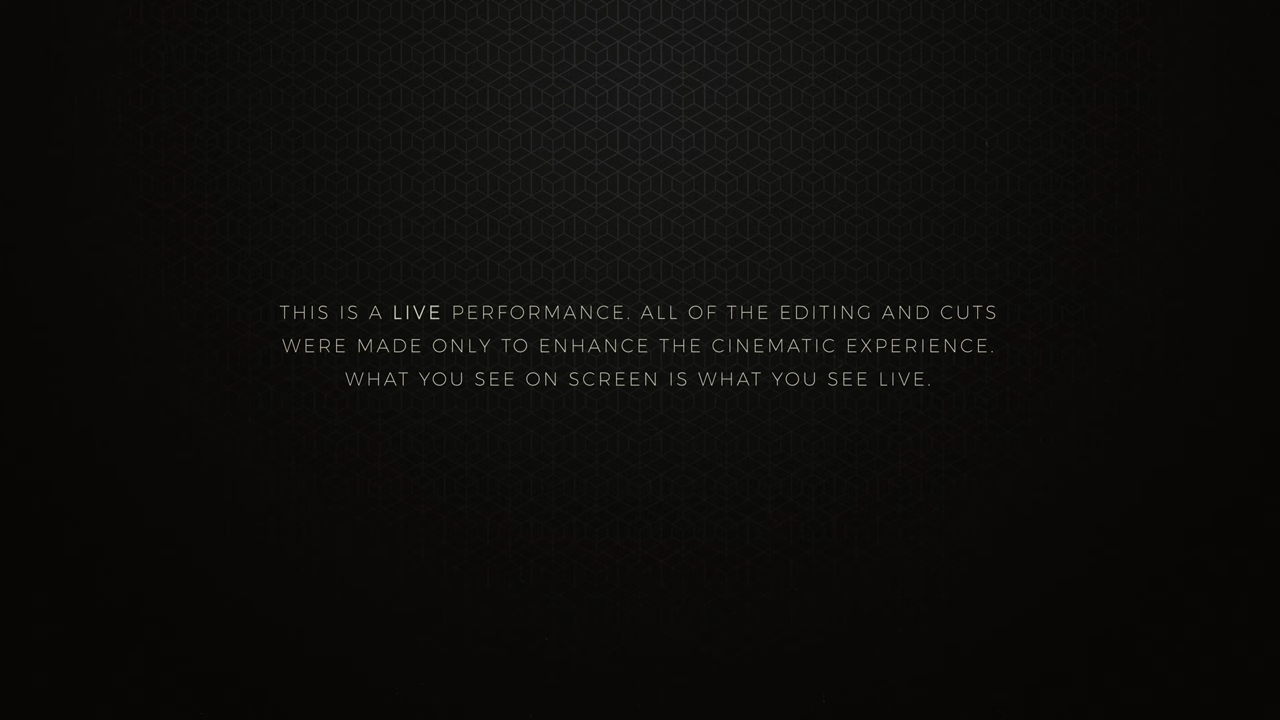 THIS IS A LIVE PERFORMANCE. ALL OF THE EDITING AND CUTS
WERE MADE ONLY TO ENHANCE THE CINEMATIC EXPERIENCE.
WHAT YOU SEE ON SCREEN IS WHAT YOU SEE LIVE.